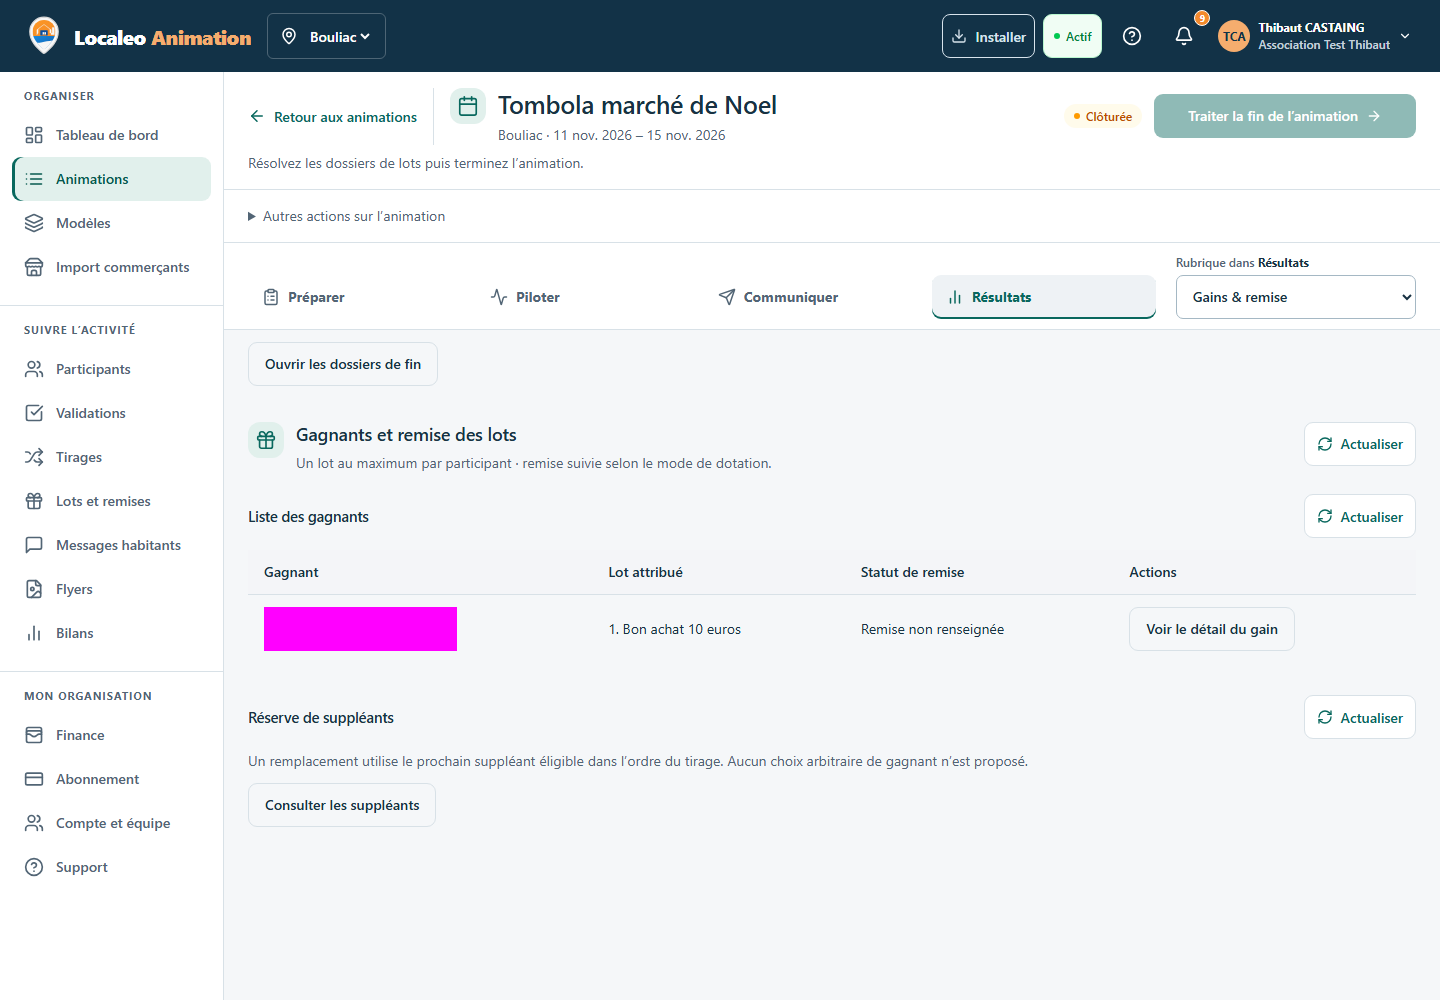 Localeo Animation
Bouliac
Installer
Actif
9
TCA
Thibaut CASTAING
Association Test Thibaut
ORGANISER
Tableau de bord
Animations
Modèles
Import commerçants
SUIVRE L'ACTIVITÉ
Participants
Validations
Tirages
Lots et remises
Messages habitants
Flyers
Bilans
MON ORGANISATION
Finance
Abonnement
Compte et équipe
Support
Retour aux animations
Tombola marché de Noel
Bouliac · 11 nov. 2026 – 15 nov. 2026
Clôturée
Traiter la fin de l'animation
Résolvez les dossiers de lots puis terminez l'animation.
Autres actions sur l'animation
Préparer
Piloter
Communiquer
Résultats
Rubrique dans Résultats
Gains & remise
Ouvrir les dossiers de fin
Gagnants et remise des lots
Un lot au maximum par participant · remise suivie selon le mode de dotation.
Actualiser
Liste des gagnants
Actualiser
Gagnant Lot attribué Statut de remise Actions
1. Bon achat 10 euros Remise non renseignée Voir le détail du gain
Réserve de suppléants
Actualiser
Un remplacement utilise le prochain suppléant éligible dans l'ordre du tirage. Aucun choix arbitraire de gagnant n'est proposé.
Consulter les suppléants